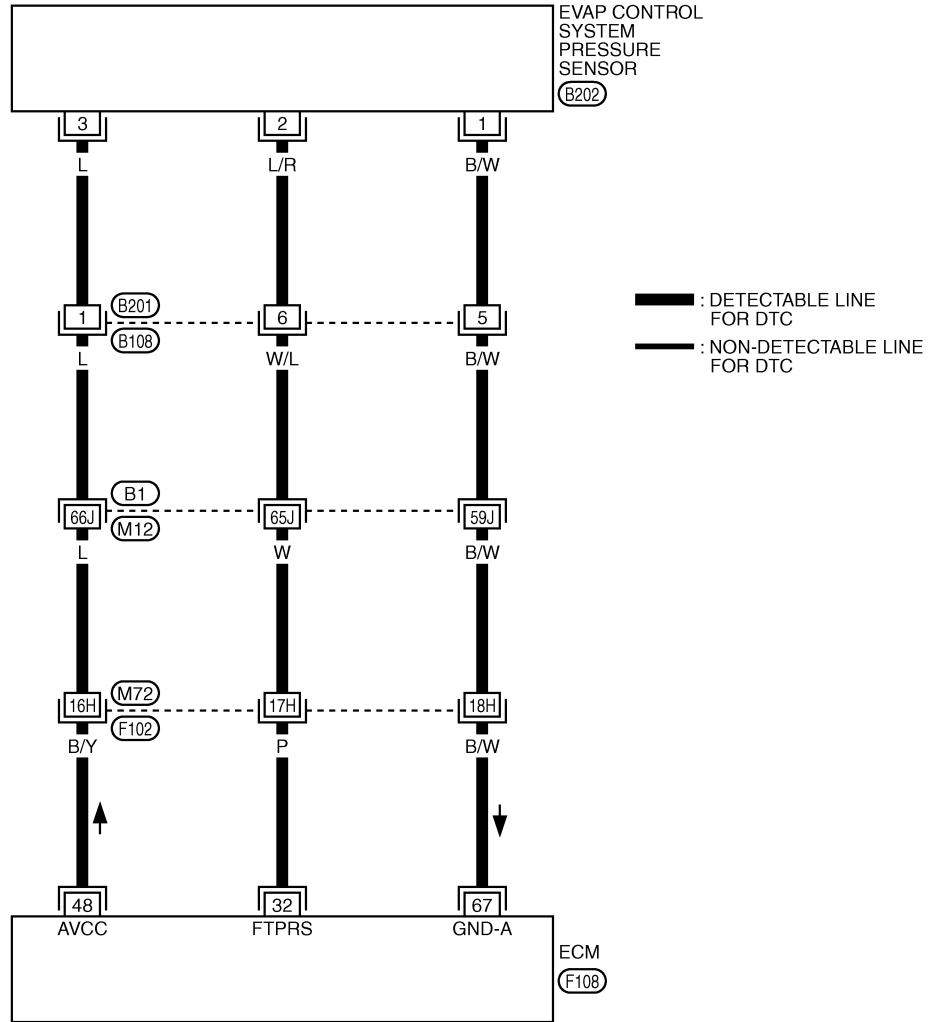 EVAP CONTROL
SYSTEM
PRESSURE
SENSOR
B202
3 2 1
L L/R B/W
B201
1 6 5
B108
L W/L B/W
B1
66J 65J 59J
M12
L W B/W
M72
16H 17H 18H
F102
B/Y P B/W
48 32 67
AVCC FTPRS GND-A
ECM
F108
: DETECTABLE LINE
FOR DTC
: NON-DETECTABLE LINE
FOR DTC